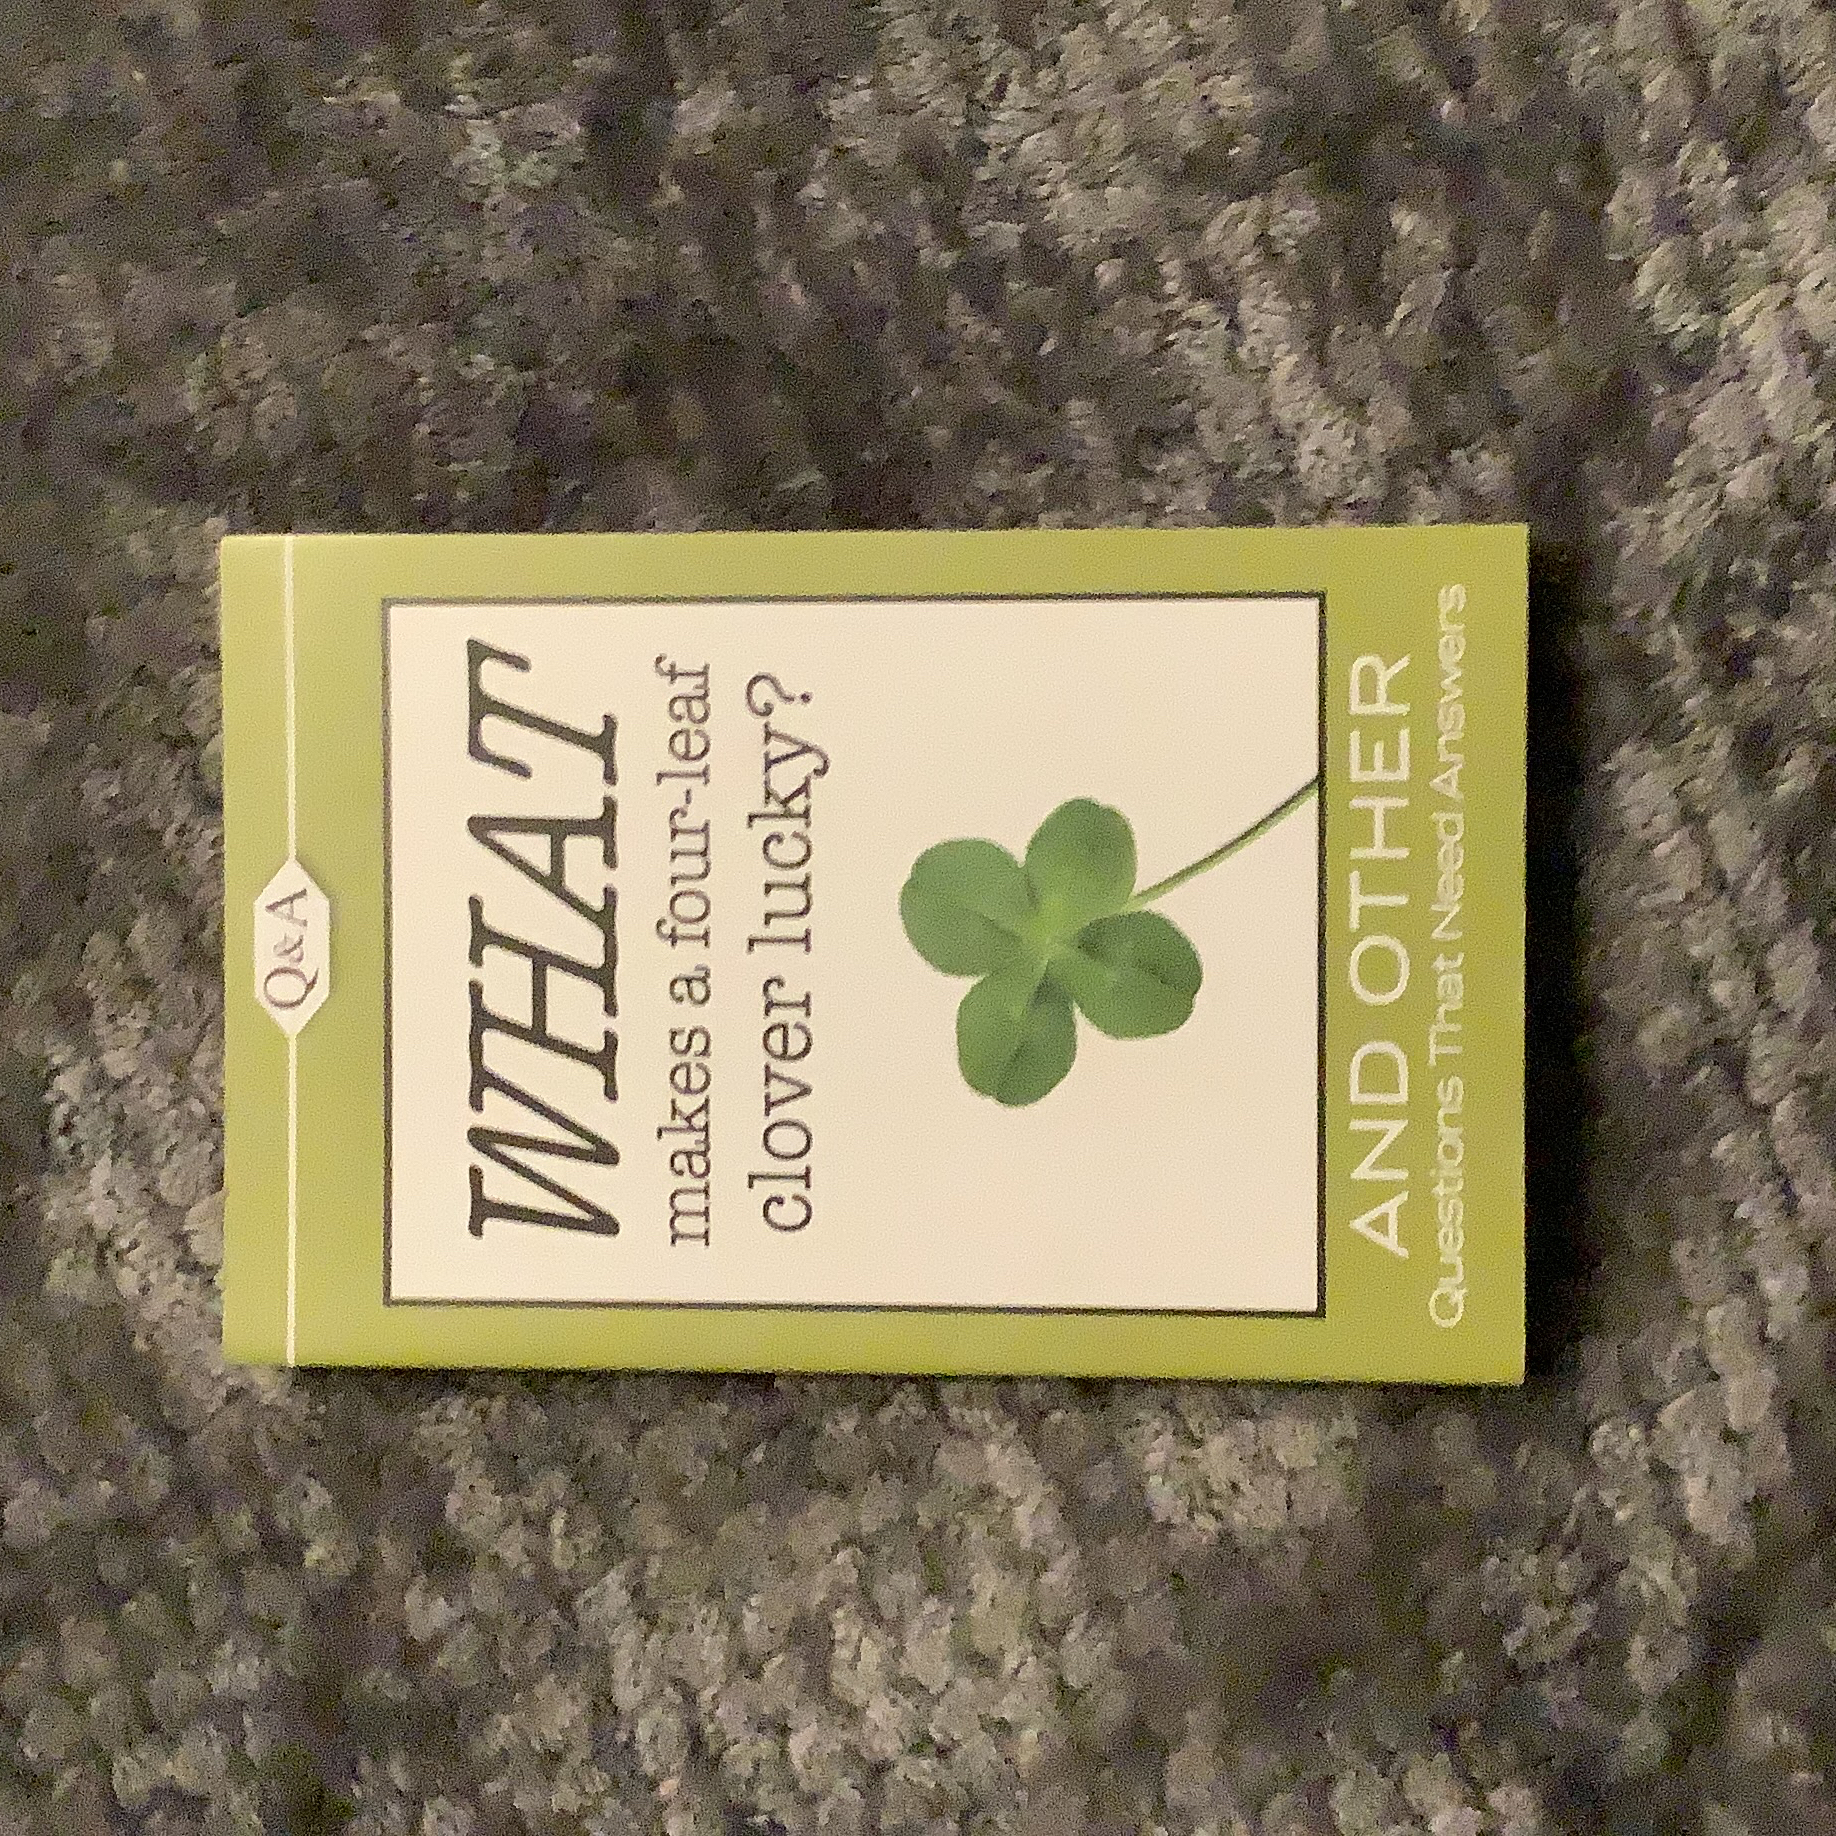 Q&A
WHAT
makes a four-leaf
clover lucky?
AND OTHER
Questions That Need Answers